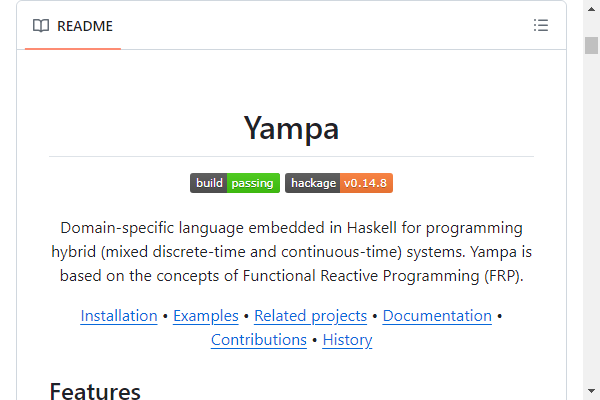 README
Yampa
build passing hackage v0.14.8
Domain-specific language embedded in Haskell for programming
hybrid (mixed discrete-time and continuous-time) systems. Yampa is
based on the concepts of Functional Reactive Programming (FRP).
Installation • Examples • Related projects • Documentation •
Contributions • History
Features